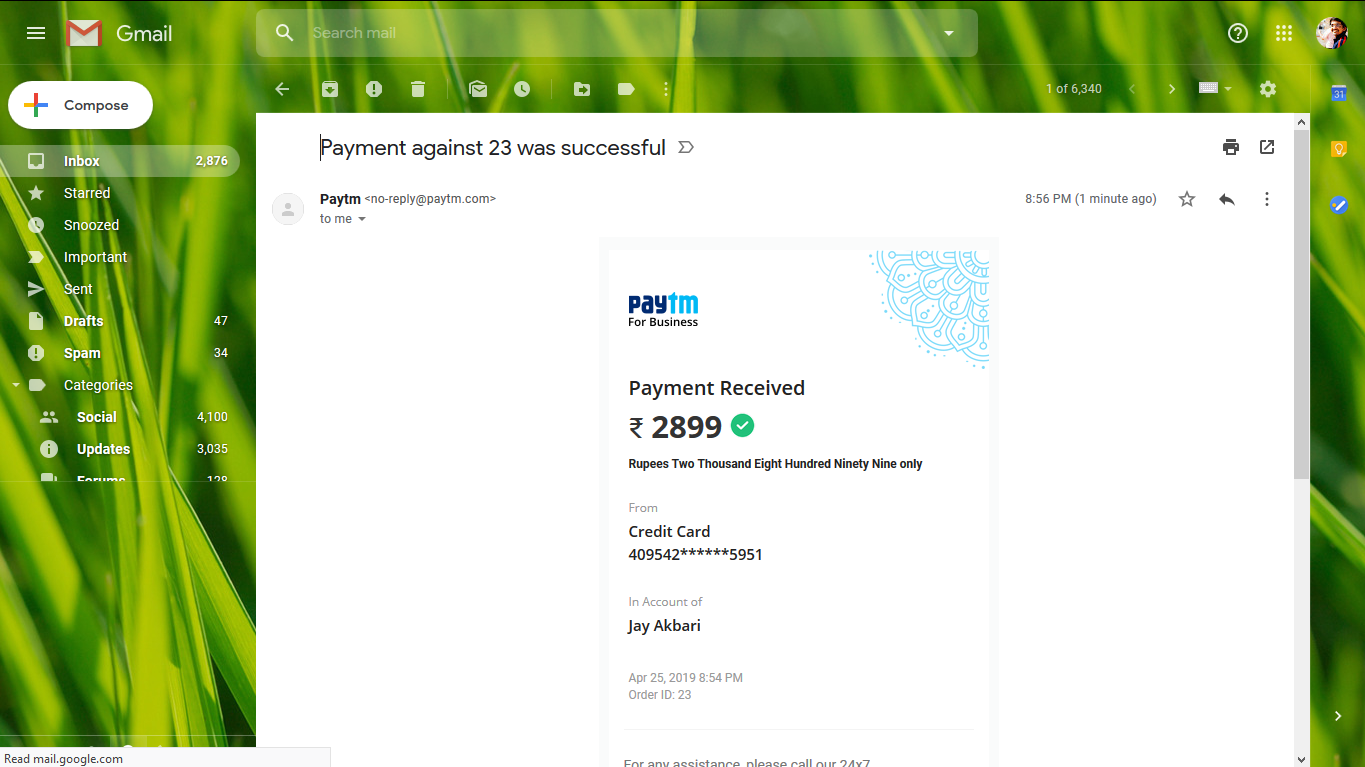 Gmail
Search mail
Compose
1 of 6,340
31
Inbox 2,876
Starred
Snoozed
Important
Sent
Drafts 47
Spam 34
Categories
Social 4,100
Updates 3,035
Forums 128
Payment against 23 was successful
Paytm <no-reply@paytm.com>
8:56 PM (1 minute ago)
to me
paytm
For Business
Payment Received
₹ 2899
Rupees Two Thousand Eight Hundred Ninety Nine only
From
Credit Card
409542******5951
In Account of
Jay Akbari
Apr 25, 2019 8:54 PM
Order ID: 23
For any assistance, please call our 24x7
Read mail.google.com